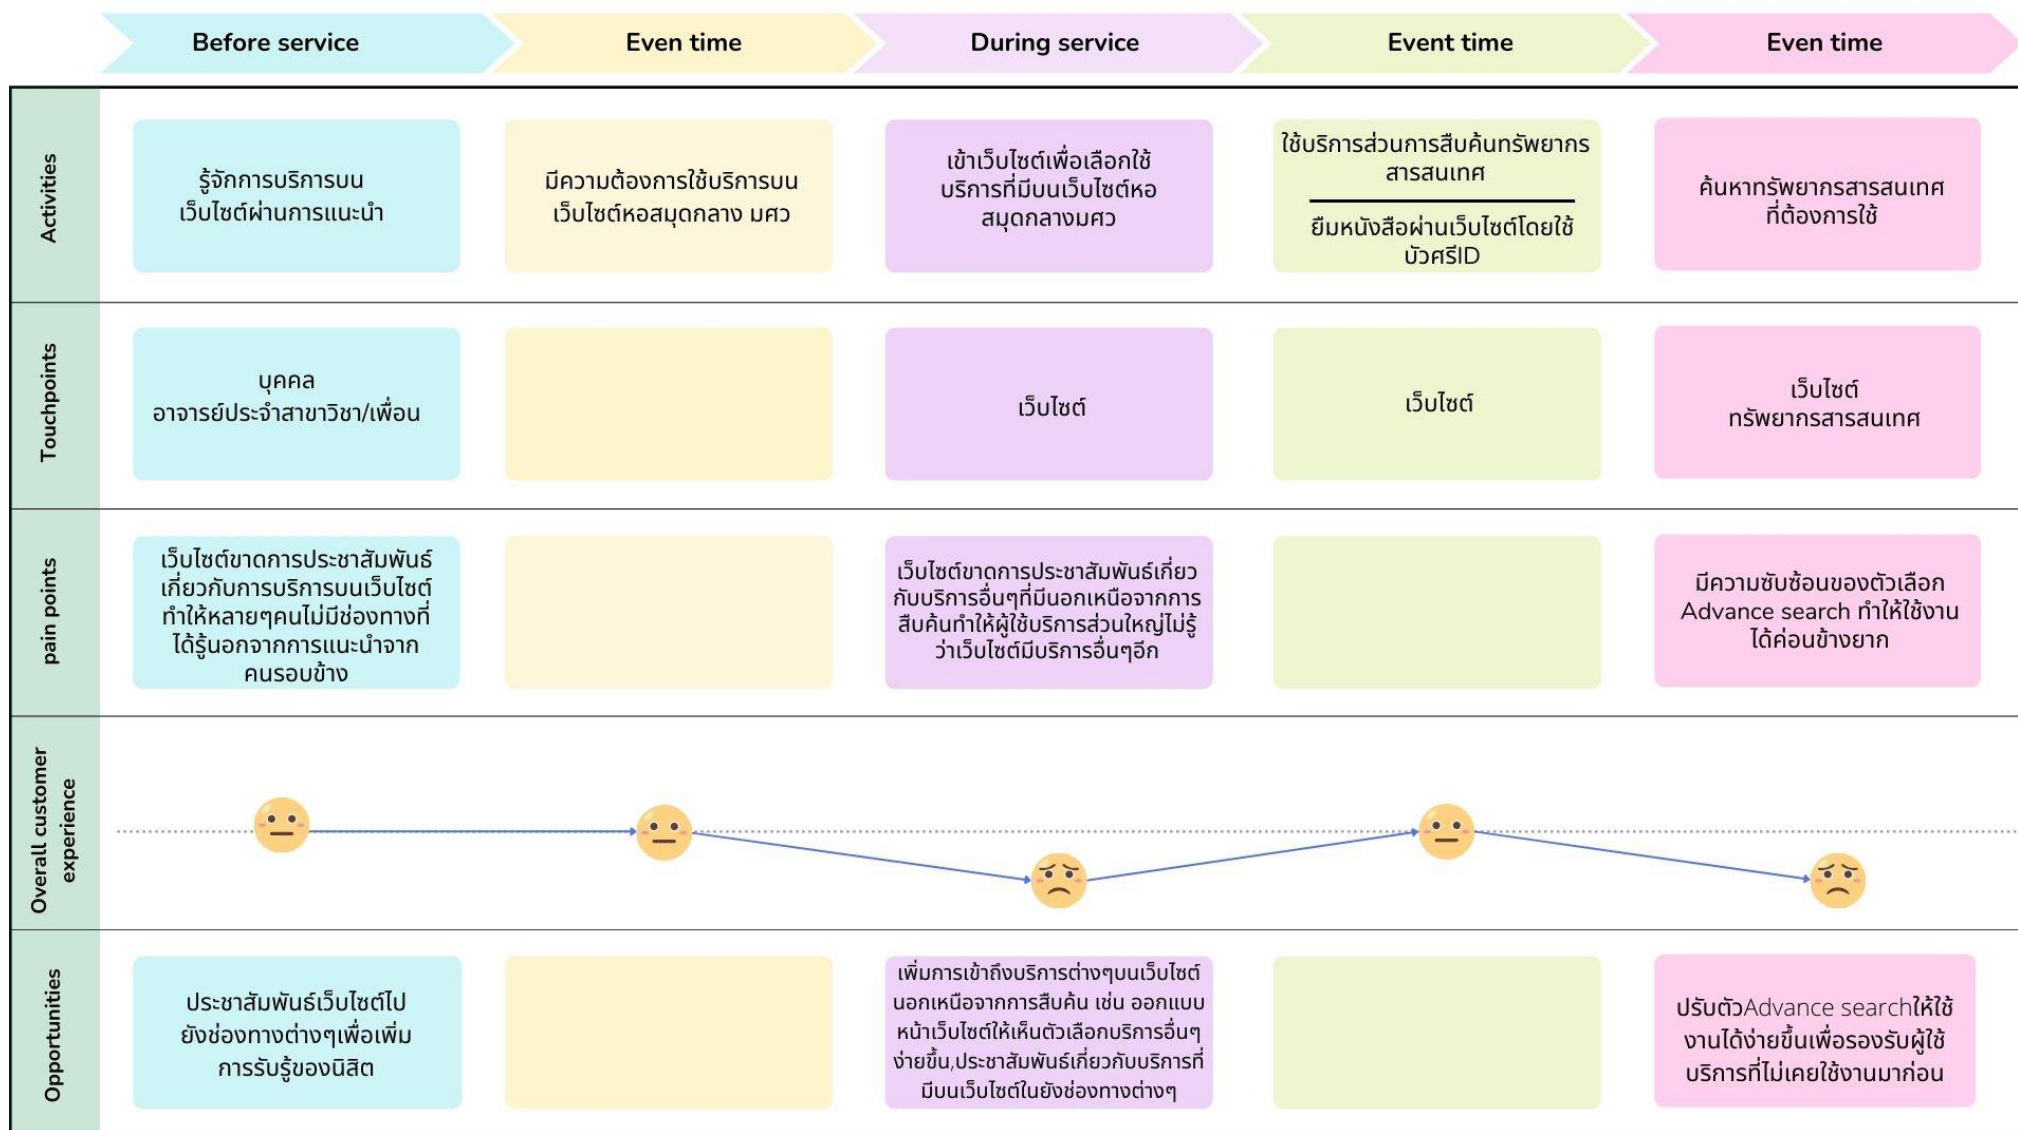 Before service
Even time
During service
Event time
Even time
Activities
รู้จักการบริการบน
เว็บไซต์ผ่านการแนะนำ
มีความต้องการใช้บริการบน
เว็บไซต์หอสมุดกลาง มศว
เข้าเว็บไซต์เพื่อเลือกใช้
บริการที่มีบนเว็บไซต์หอ
สมุดกลางมศว
ใช้บริการส่วนการสืบค้นทรัพยากร
สารสนเทศ
ยืมหนังสือผ่านเว็บไซต์โดยใช้
บัวศรีID
ค้นหาทรัพยากรสารสนเทศ
ที่ต้องการใช้
Touchpoints
บุคคล
อาจารย์ประจำสาขาวิชา/เพื่อน
เว็บไซต์
เว็บไซต์
เว็บไซต์
ทรัพยากรสารสนเทศ
pain points
เว็บไซต์ขาดการประชาสัมพันธ์
เกี่ยวกับการบริการบนเว็บไซต์
ทำให้หลายๆคนไม่มีช่องทางที่
ได้รู้นอกจากการแนะนำจาก
คนรอบข้าง
เว็บไซต์ขาดการประชาสัมพันธ์เกี่ยว
กับบริการอื่นๆที่มีนอกเหนือจากการ
สืบค้นทำให้ผู้ใช้บริการส่วนใหญ่ไม่รู้
ว่าเว็บไซต์มีบริการอื่นๆอีก
มีความซับซ้อนของตัวเลือก
Advance search ทำให้ใช้งาน
ได้ค่อนข้างยาก
Overall customer
experience
Opportunities
ประชาสัมพันธ์เว็บไซต์ไป
ยังช่องทางต่างๆเพื่อเพิ่ม
การรับรู้ของนิสิต
เพิ่มการเข้าถึงบริการต่างๆบนเว็บไซต์
นอกเหนือจากการสืบค้น เช่น ออกแบบ
หน้าเว็บไซต์ให้เห็นตัวเลือกบริการอื่นๆ
ง่ายขึ้น,ประชาสัมพันธ์เกี่ยวกับบริการที่
มีบนเว็บไซต์ในยังช่องทางต่างๆ
ปรับตัวAdvance searchให้ใช้
งานได้ง่ายขึ้นเพื่อรองรับผู้ใช้
บริการที่ไม่เคยใช้งานมาก่อน